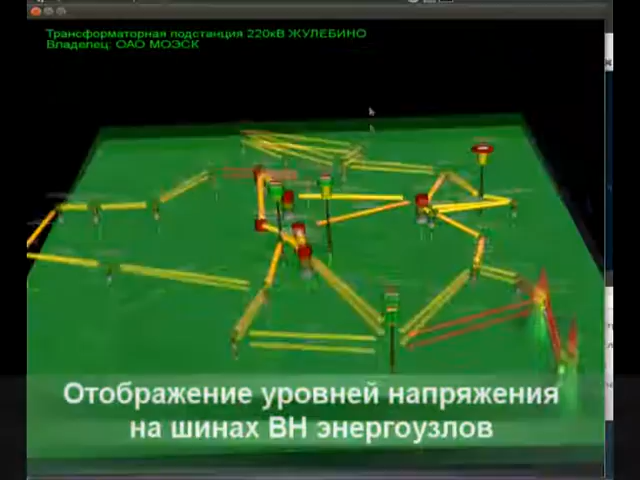 Трансформаторная подстанция 220кВ ЖУЛЕБИНО
Владелец: ОАО МОЭСК
Отображение уровней напряжения
на шинах ВН энергоузлов